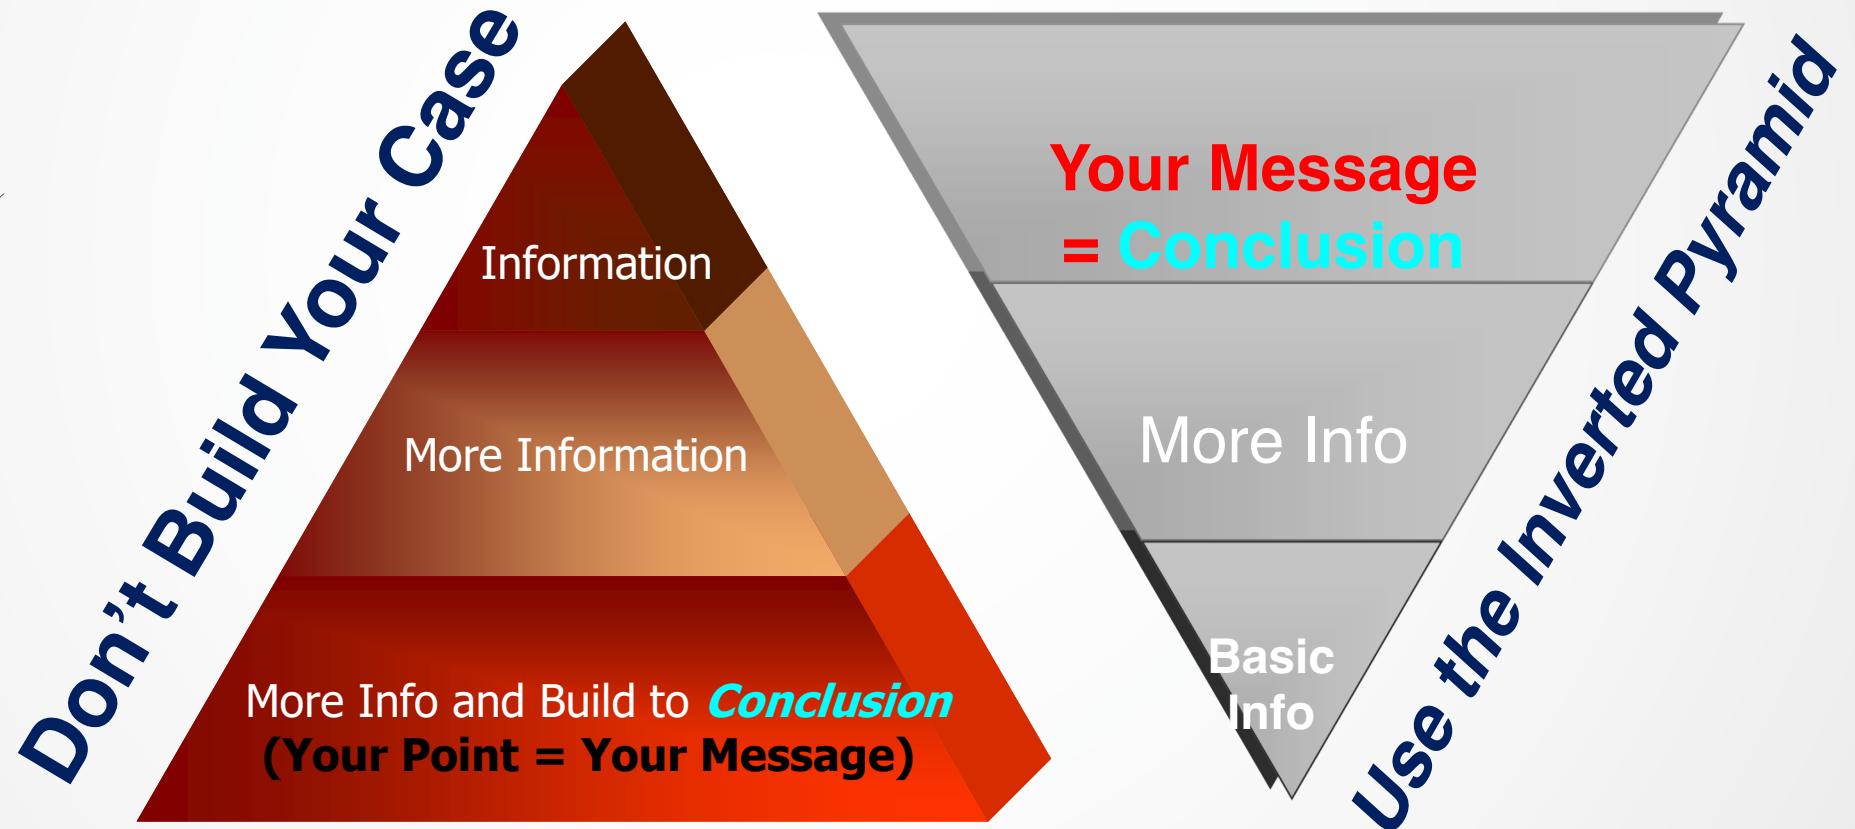 Don’t Build Your Case
Information
More Information
More Info and Build to Conclusion
(Your Point = Your Message)
Your Message
= Conclusion
More Info
Basic
Info
Use the Inverted Pyramid